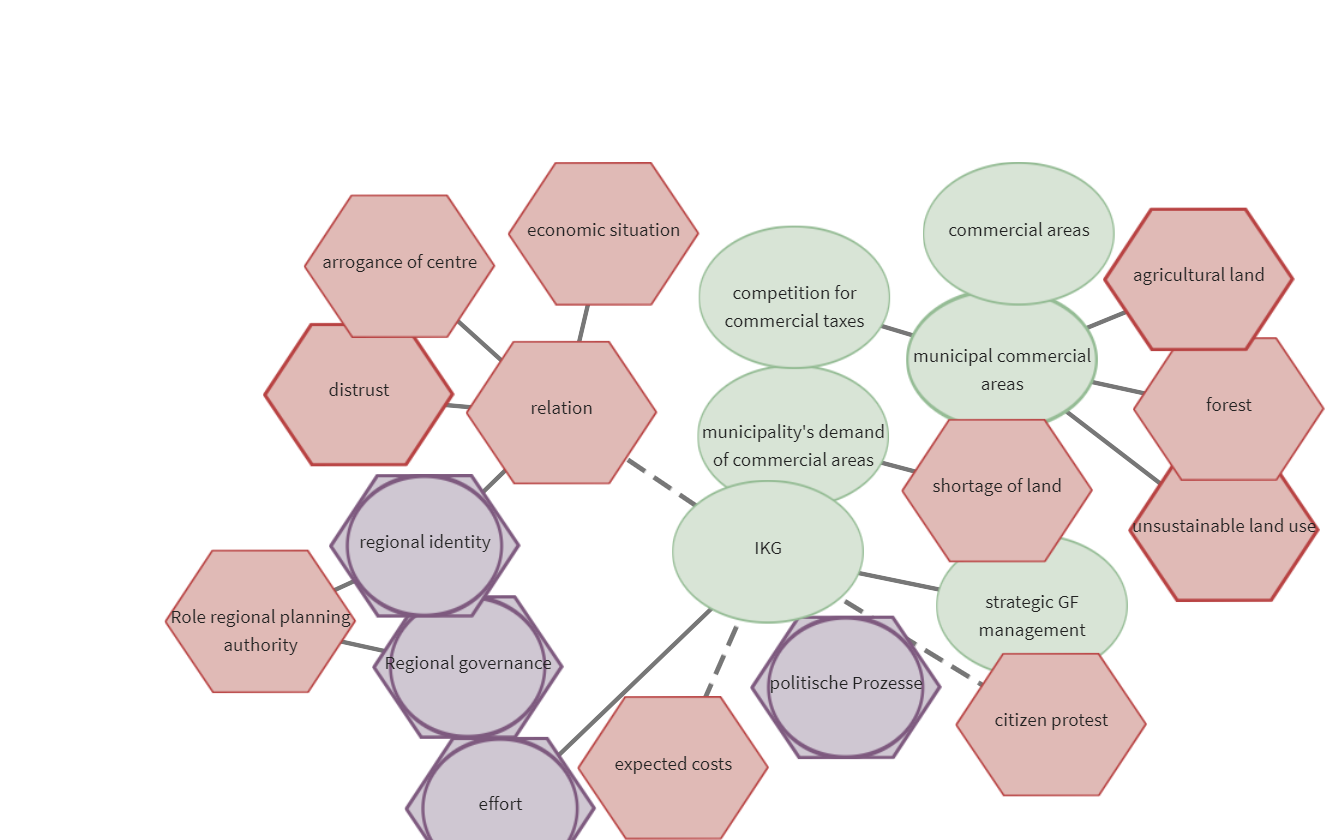 economic situation
commercial areas
arrogance of centre
agricultural land
competition for
commercial taxes
municipal commercial
areas
distrust
relation
forest
municipality's demand
of commercial areas
shortage of land
unsustainable land use
regional identity
IKG
strategic GF
management
Role regional planning
authority
Regional governance
politische Prozesse
citizen protest
expected costs
effort